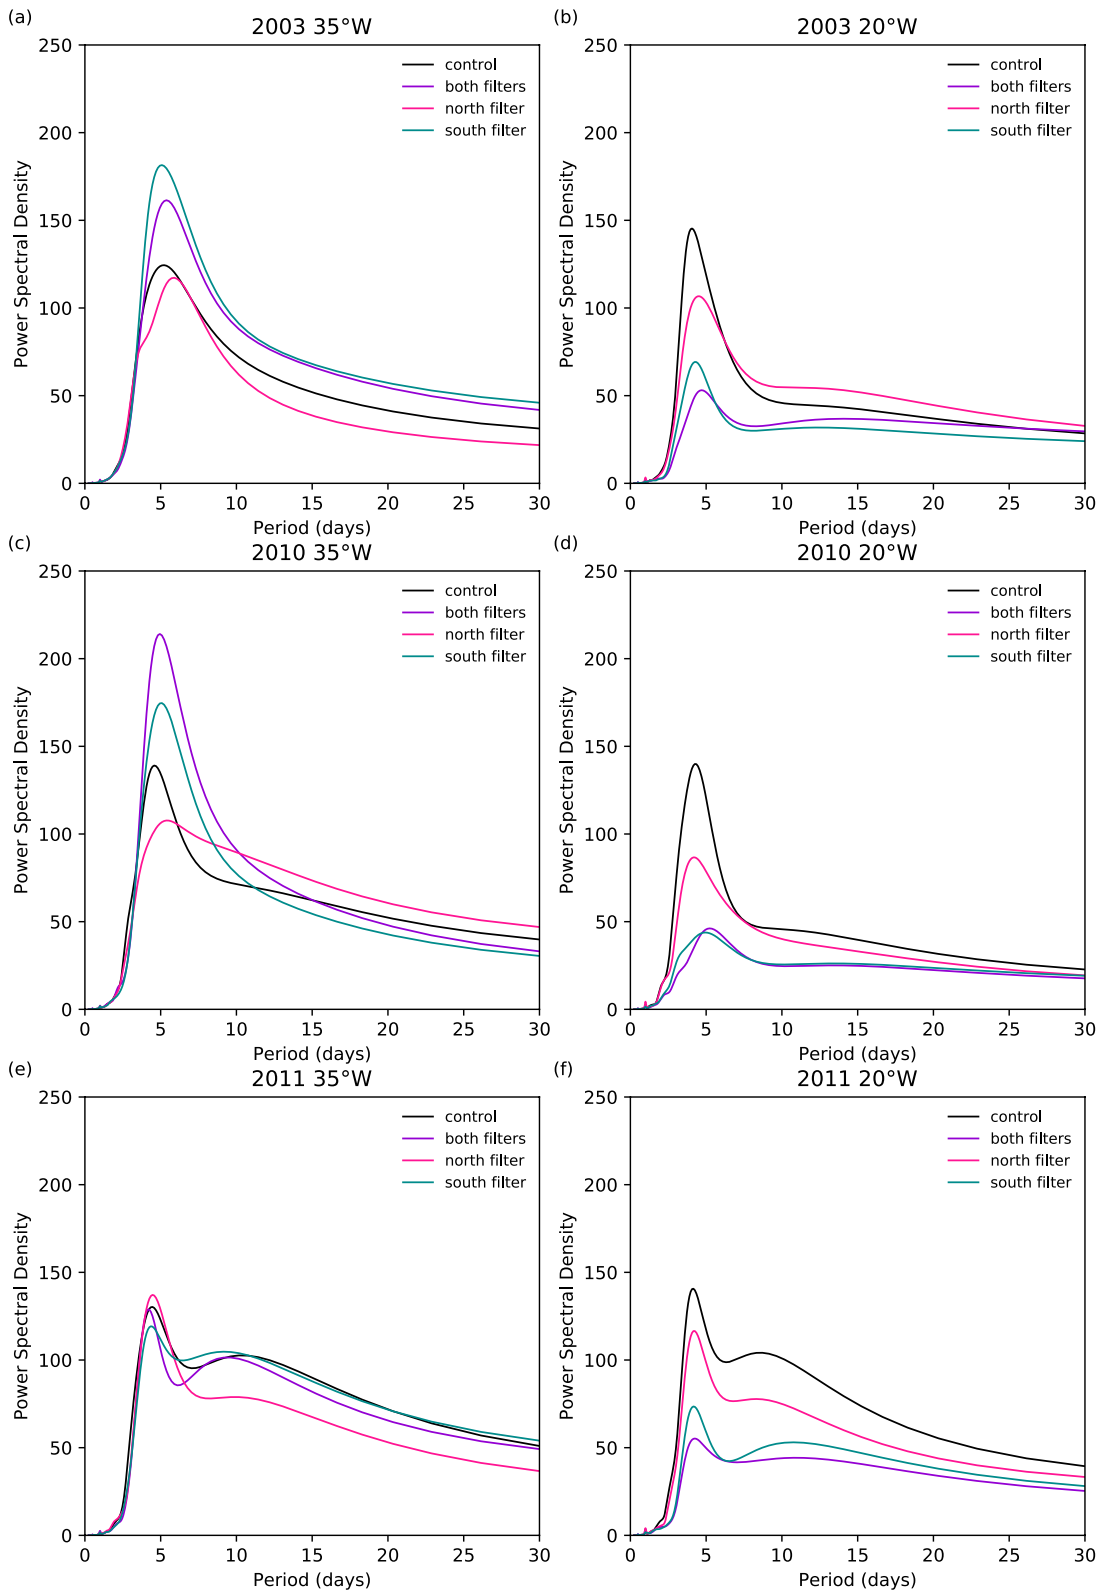 (a)
2003 35°W
250
200
150
100
50
0
Power Spectral Density
control
both filters
north filter
south filter
0 5 10 15 20 25 30
Period (days)
(b)
2003 20°W
250
200
150
100
50
0
Power Spectral Density
control
both filters
north filter
south filter
0 5 10 15 20 25 30
Period (days)
(c)
2010 35°W
250
200
150
100
50
0
Power Spectral Density
control
both filters
north filter
south filter
0 5 10 15 20 25 30
Period (days)
(d)
2010 20°W
250
200
150
100
50
0
Power Spectral Density
control
both filters
north filter
south filter
0 5 10 15 20 25 30
Period (days)
(e)
2011 35°W
250
200
150
100
50
0
Power Spectral Density
control
both filters
north filter
south filter
0 5 10 15 20 25 30
Period (days)
(f)
2011 20°W
250
200
150
100
50
0
Power Spectral Density
control
both filters
north filter
south filter
0 5 10 15 20 25 30
Period (days)